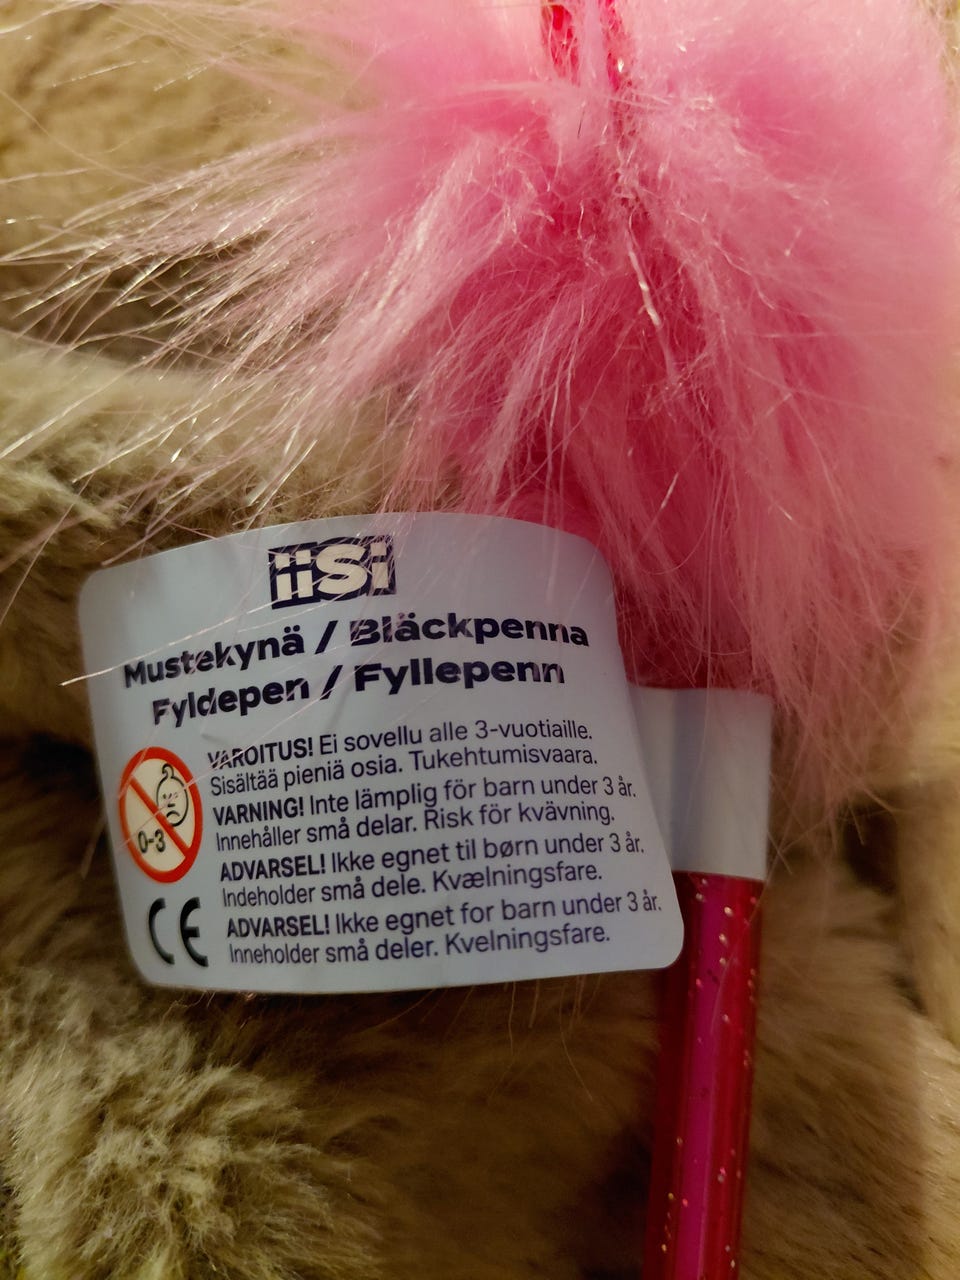 iiSi
Mustekynä / Bläckpenna
Fyldepen / Fyllepenn
VAROITUS! Ei sovellu alle 3-vuotiaille.
Sisältää pieniä osia. Tukehtumisvaara.
VARNING! Inte lämplig för barn under 3 år.
Innehåller små delar. Risk för kvävning.
ADVARSEL! Ikke egnet til børn under 3 år.
Indeholder små dele. Kvælningsfare.
ADVARSEL! Ikke egnet for barn under 3 år.
Inneholder små deler. Kvelningsfare.
0-3
CE